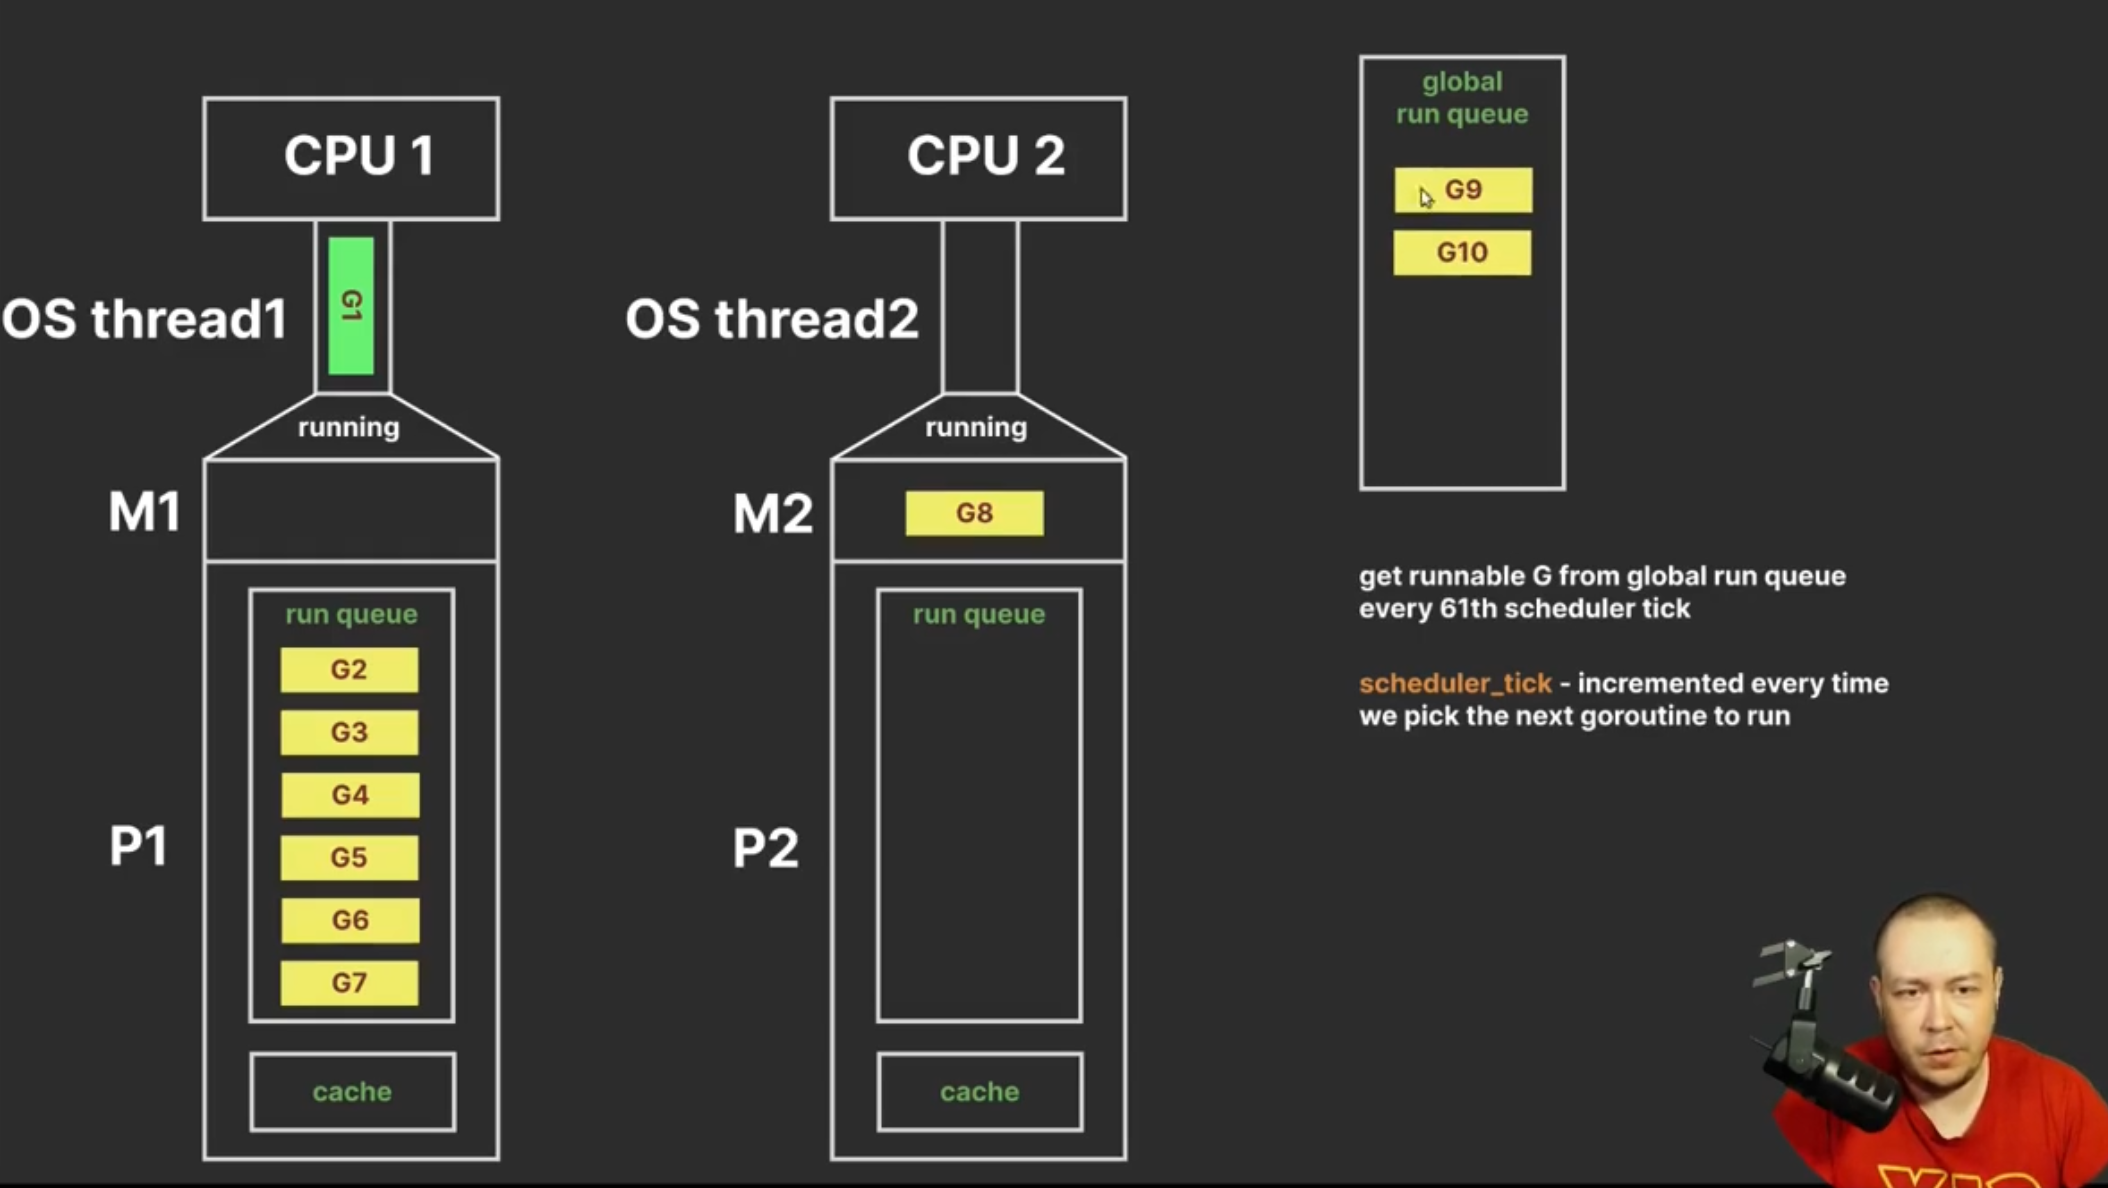 CPU 1
OS thread1
G1
running
M1
run queue
G2
G3
G4
G5
G6
G7
P1
cache
CPU 2
OS thread2
running
M2
G8
run queue
P2
cache
global
run queue
G9
G10
get runnable G from global run queue
every 61th scheduler tick
scheduler_tick - incremented every time
we pick the next goroutine to run